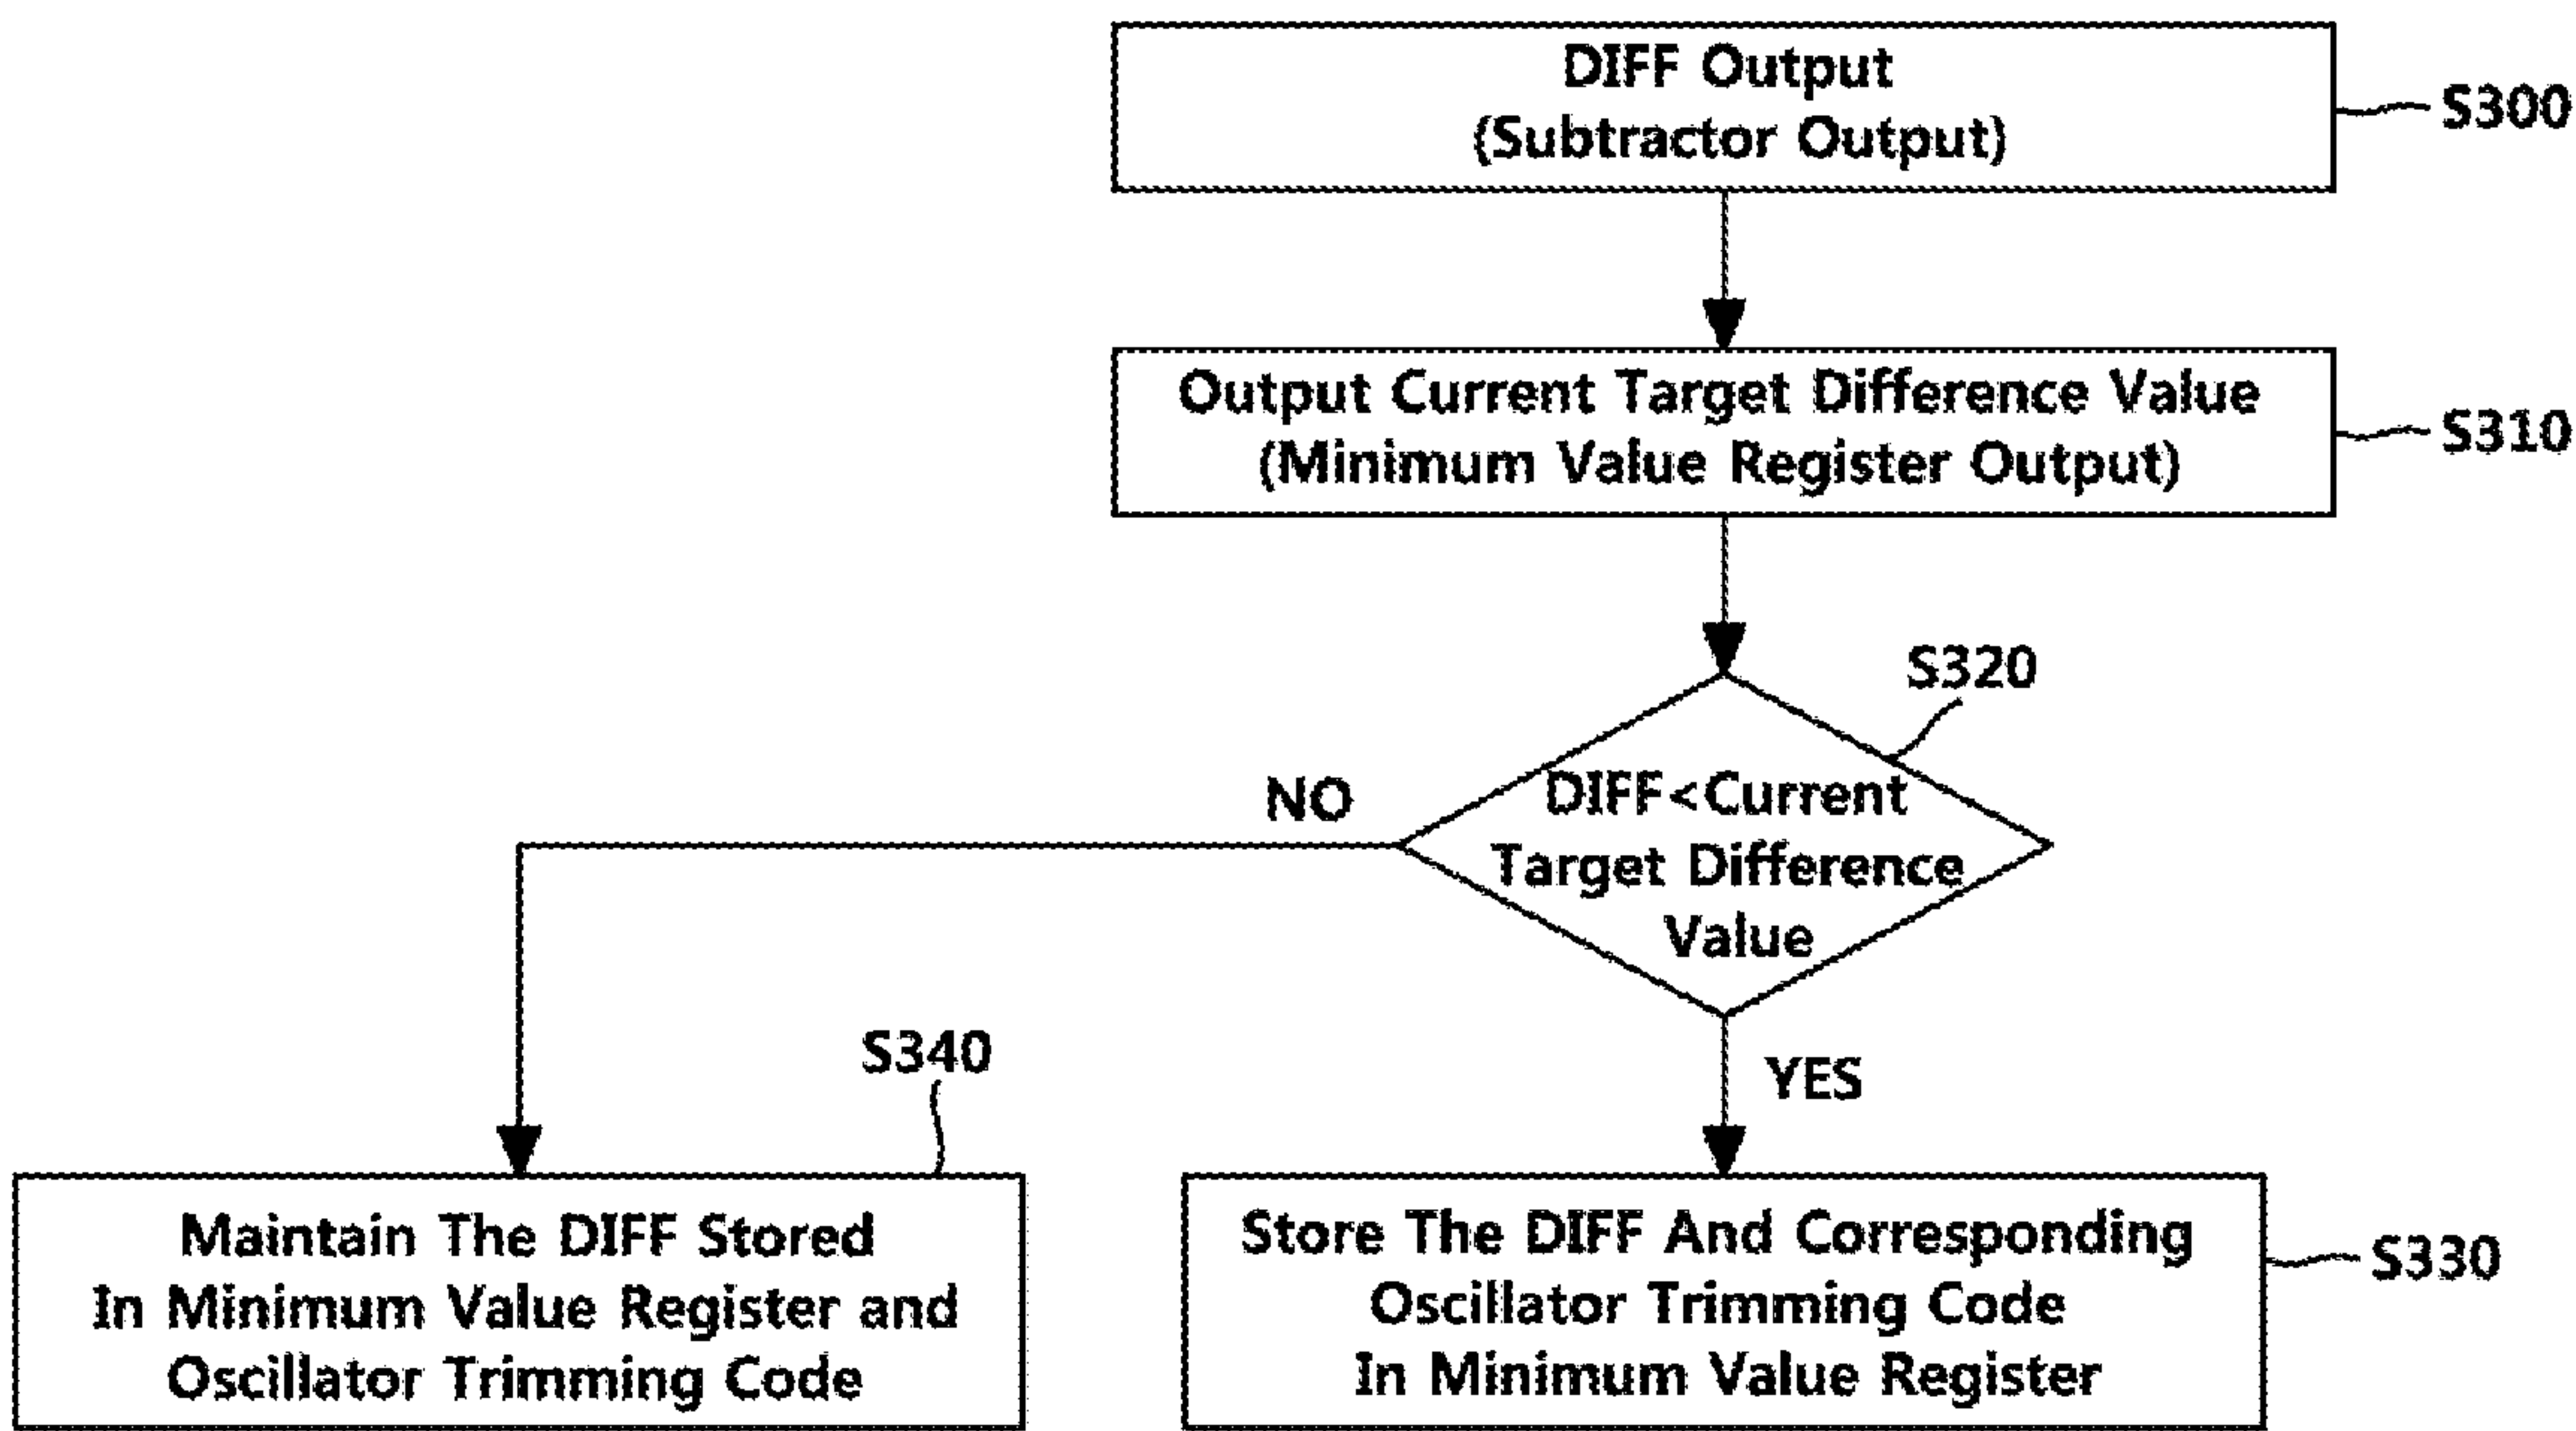 DIFF Output
(Subtractor Output)
S300
Output Current Target Difference Value
(Minimum Value Register Output)
S310
S320
DIFF<Current
Target Difference
Value
NO
YES
S340
Maintain The DIFF Stored
In Minimum Value Register and
Oscillator Trimming Code
Store The DIFF And Corresponding
Oscillator Trimming Code
In Minimum Value Register
S330